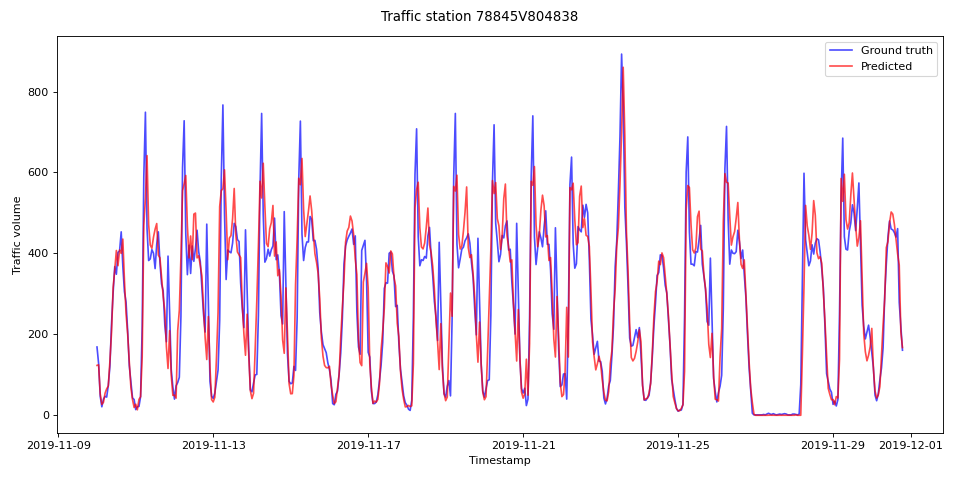 Traffic station 78845V804838
Ground truth
Predicted
Traffic volume
800
600
400
200
0
2019-11-09
2019-11-13
2019-11-17
2019-11-21
2019-11-25
2019-11-29
2019-12-01
Timestamp